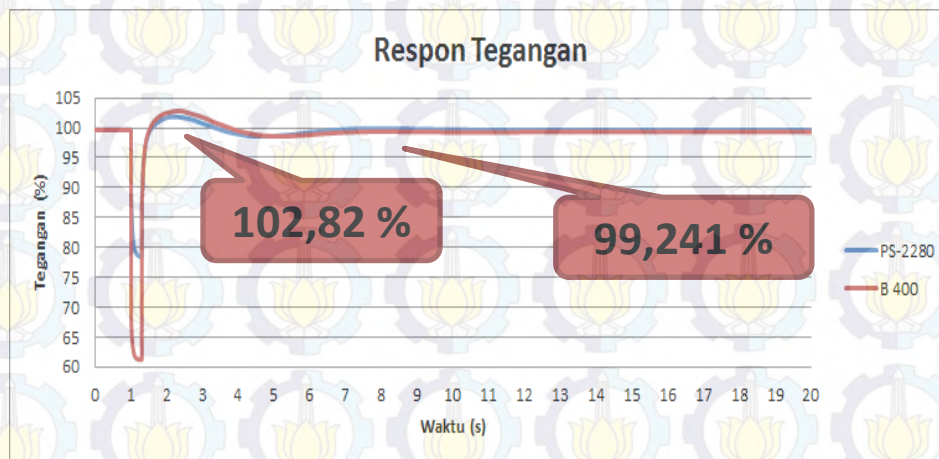 Respon Tegangan
105
100
95
90
85
80
75
70
65
60
Tegangan (%)
102,82 %
99,241 %
PS-2280
B 400
0 1 2 3 4 5 6 7 8 9 10 11 12 13 14 15 16 17 18 19 20
Waktu (s)